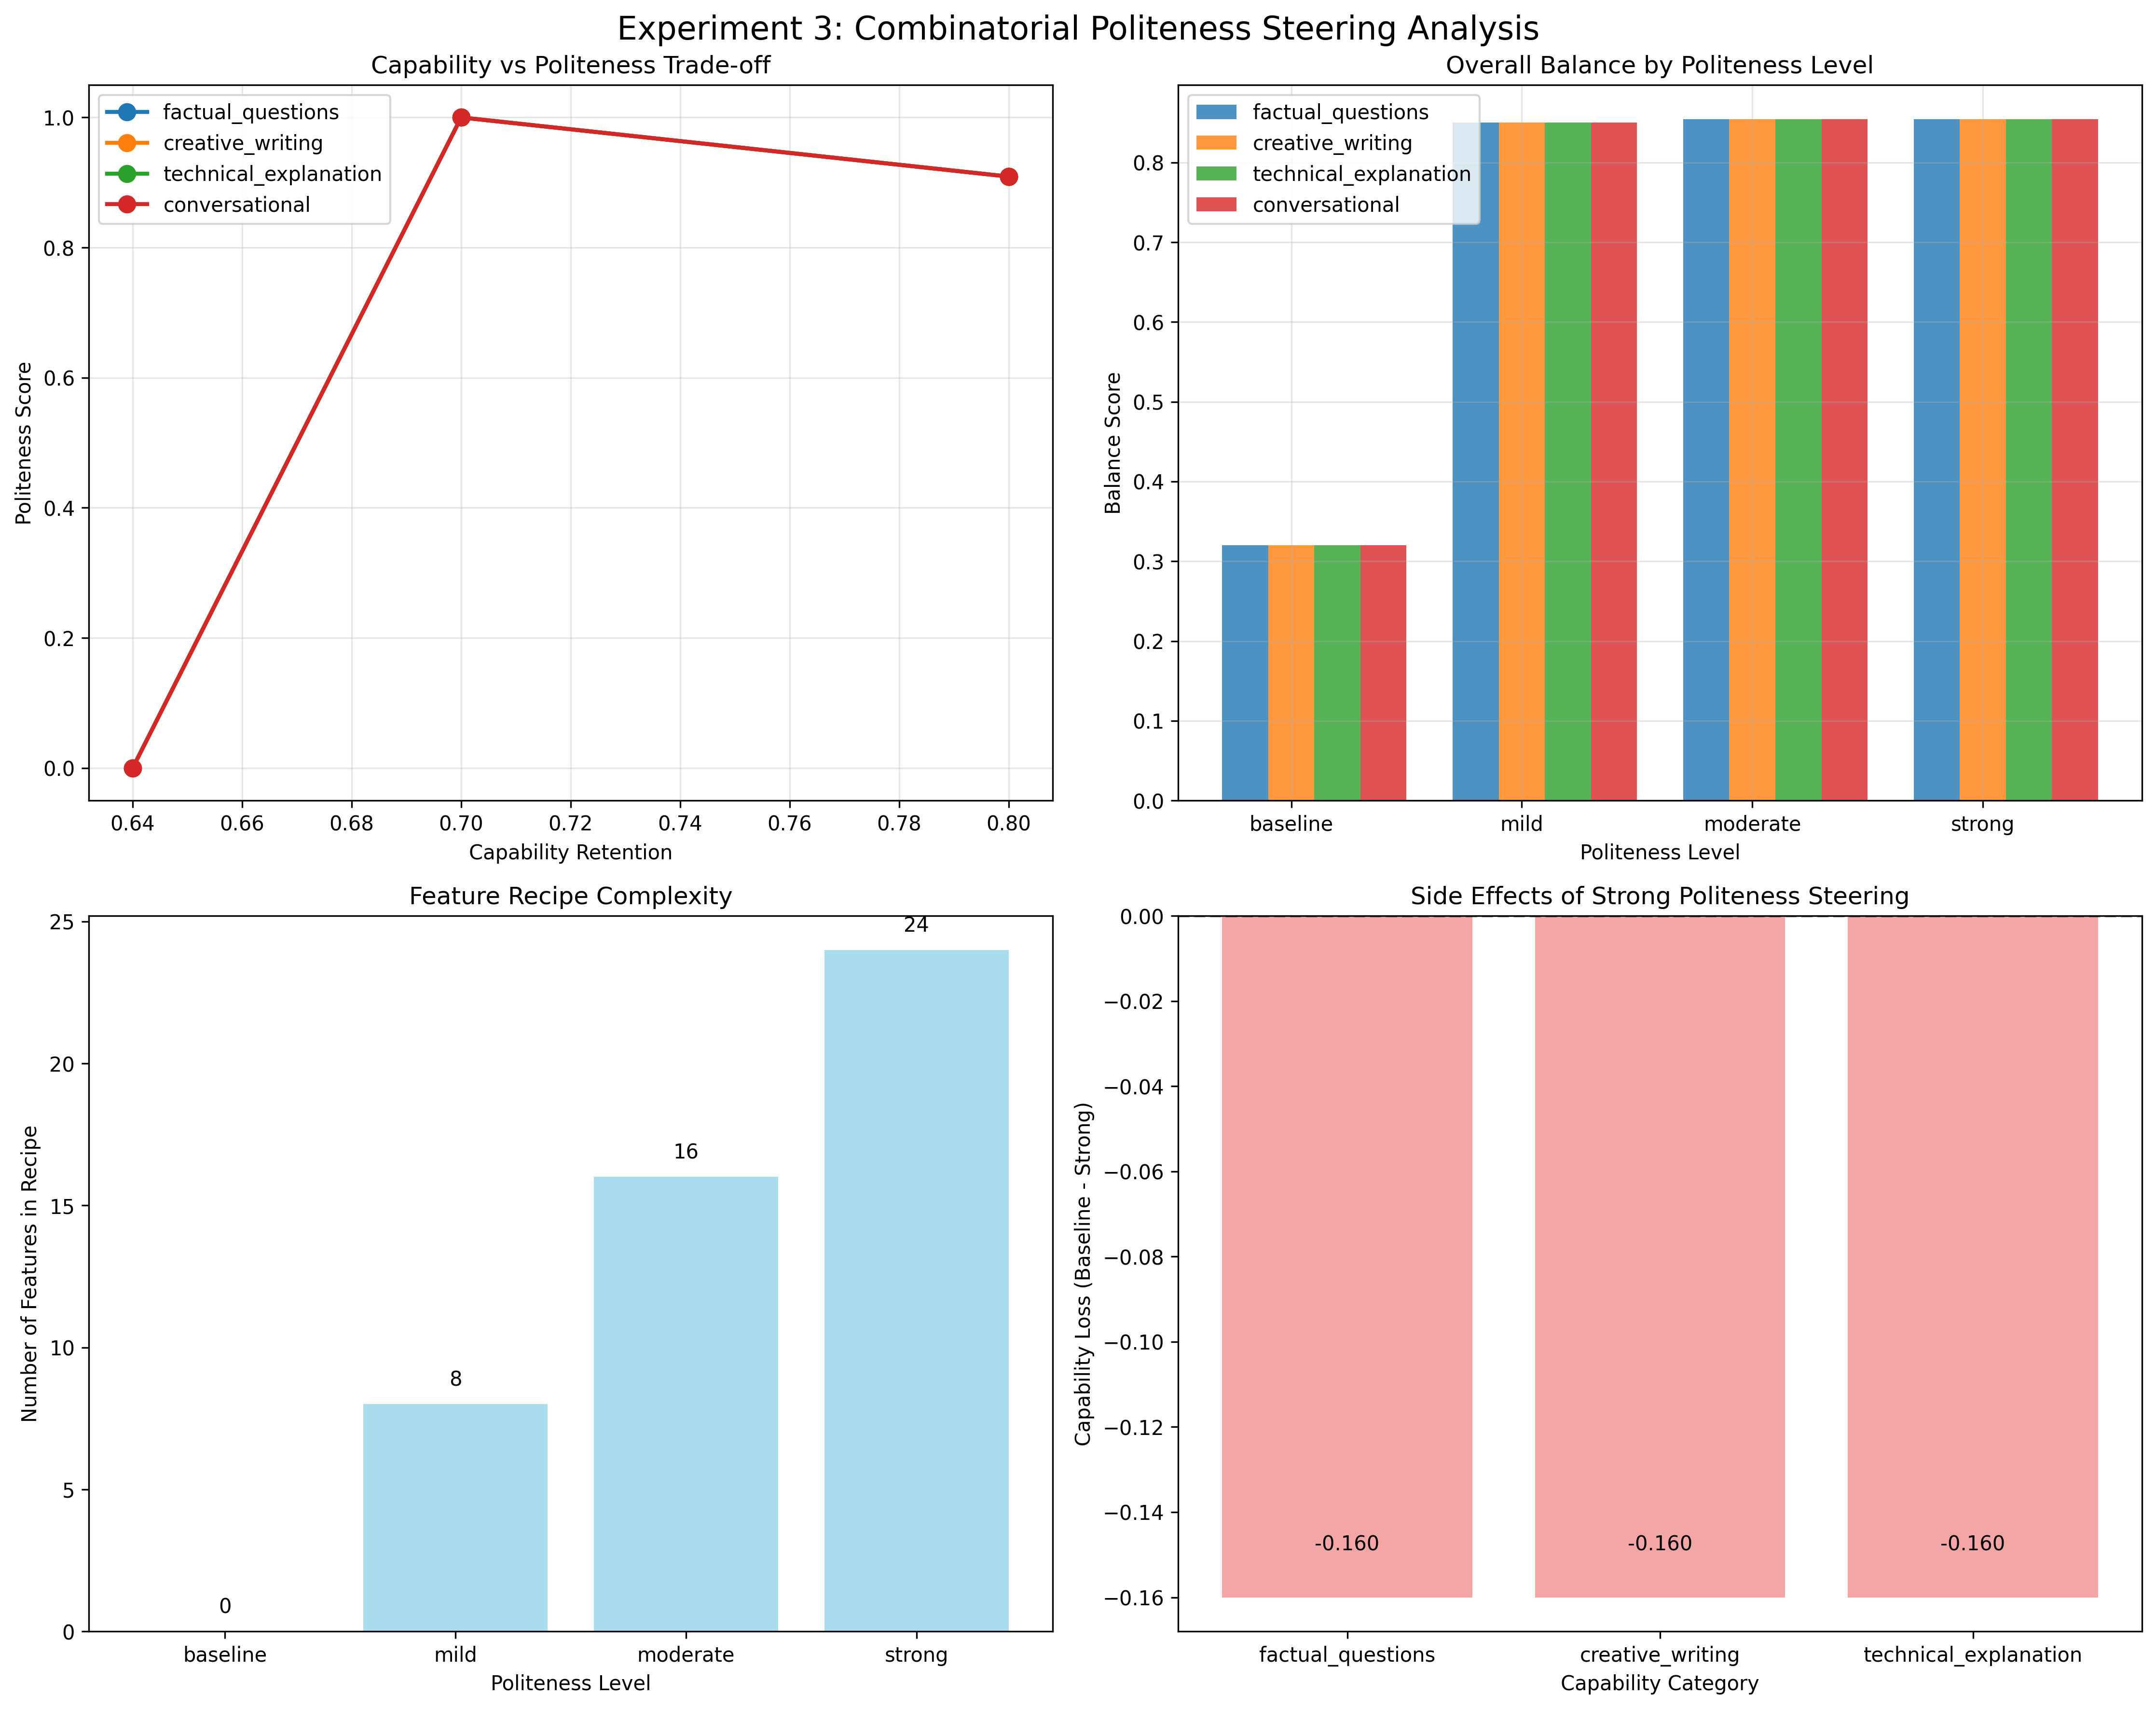 Experiment 3: Combinatorial Politeness Steering Analysis
Capability vs Politeness Trade-off
factual_questions
creative_writing
technical_explanation
conversational
1.0
0.8
0.6
0.4
0.2
0.0
Politeness Score
0.64 0.66 0.68 0.70 0.72 0.74 0.76 0.78 0.80
Capability Retention
Overall Balance by Politeness Level
factual_questions
creative_writing
technical_explanation
conversational
0.8
0.7
0.6
0.5
0.4
0.3
0.2
0.1
0.0
Balance Score
baseline mild moderate strong
Politeness Level
Feature Recipe Complexity
25
20
15
10
5
0
Number of Features in Recipe
0
8
16
24
baseline mild moderate strong
Politeness Level
Side Effects of Strong Politeness Steering
0.00
−0.02
−0.04
−0.06
−0.08
−0.10
−0.12
−0.14
−0.16
Capability Loss (Baseline - Strong)
-0.160 -0.160 -0.160
factual_questions creative_writing technical_explanation
Capability Category